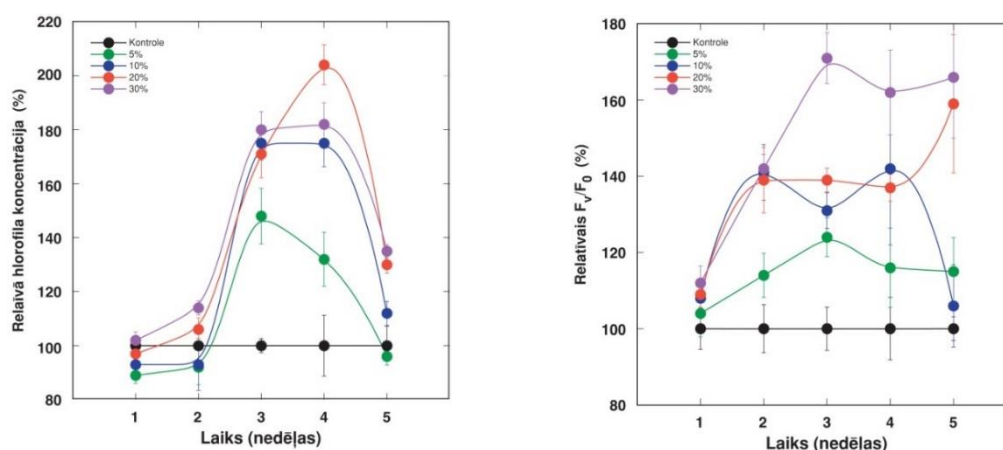 220
200
180
160
140
120
100
80
Relaīvā hlorofila koncentrācija (%)
Kontrole
5%
10%
20%
30%
1 2 3 4 5
Laiks (nedēļas)
180
160
140
120
100
80
Relatīvais Fv/F0 (%)
Kontrole
5%
10%
20%
30%
1 2 3 4 5
Laiks (nedēļas)